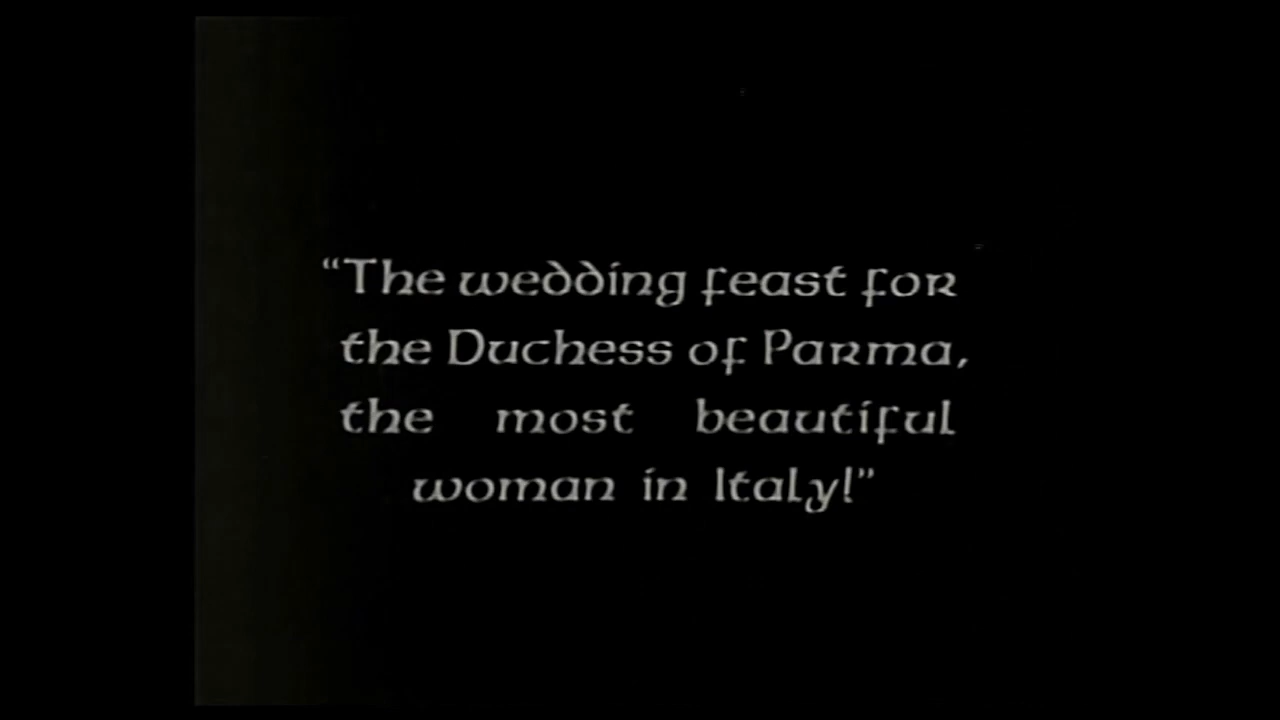 “The wedding feast for
the Duchess of Parma,
the most beautiful
woman in Italy!”